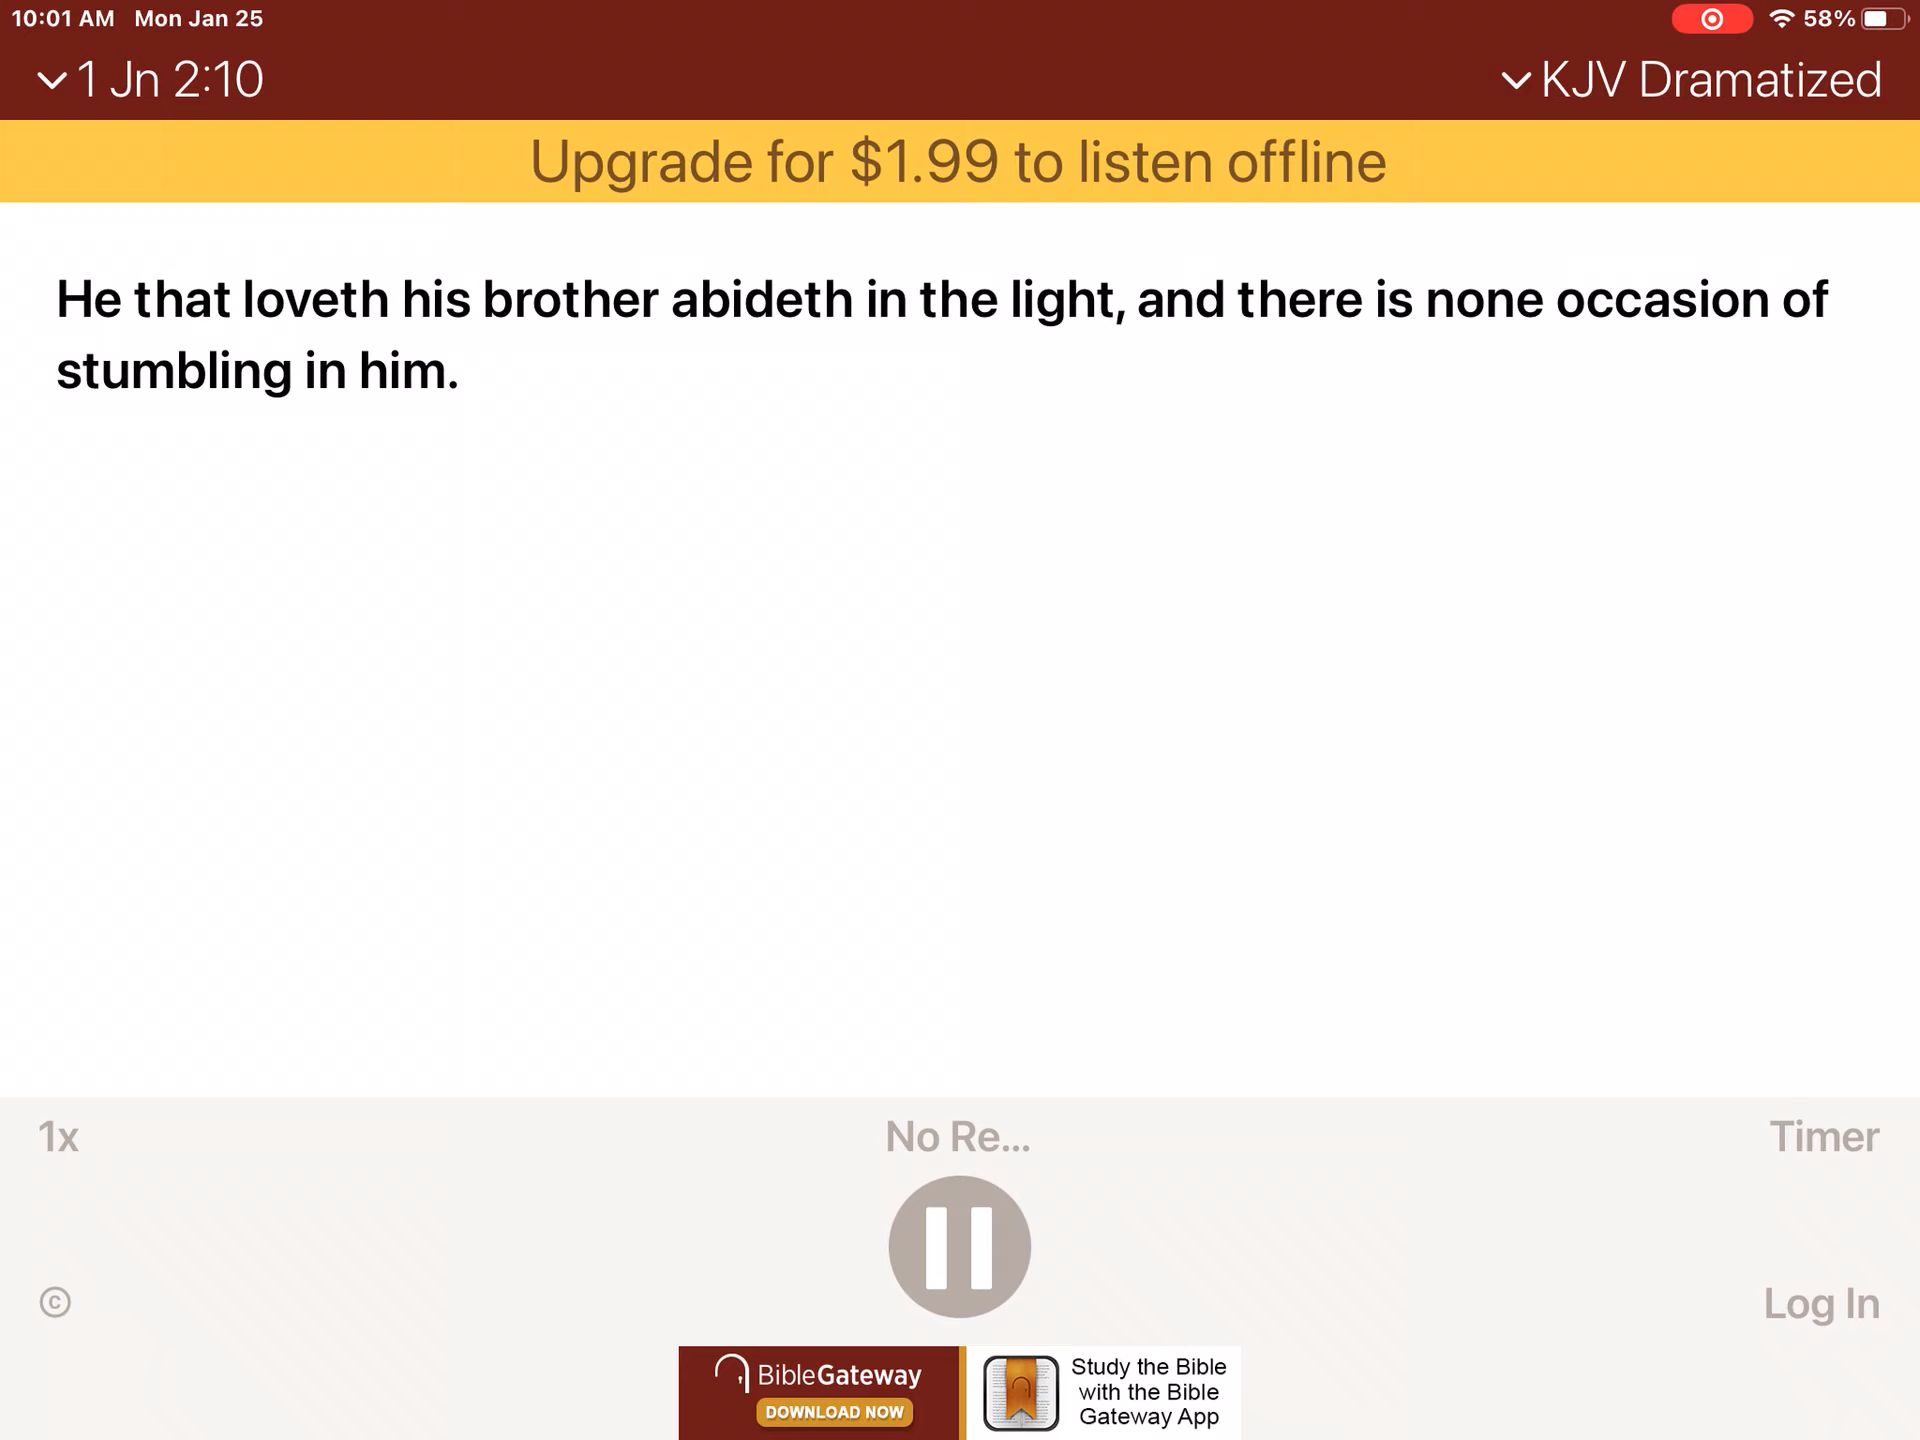 10:01 AM Mon Jan 25
58%
1 Jn 2:10
KJV Dramatized
Upgrade for $1.99 to listen offline
He that loveth his brother abideth in the light, and there is none occasion of
stumbling in him.
1x
No Re...
Timer
©
Log In
BibleGateway
DOWNLOAD NOW
Study the Bible
with the Bible
Gateway App